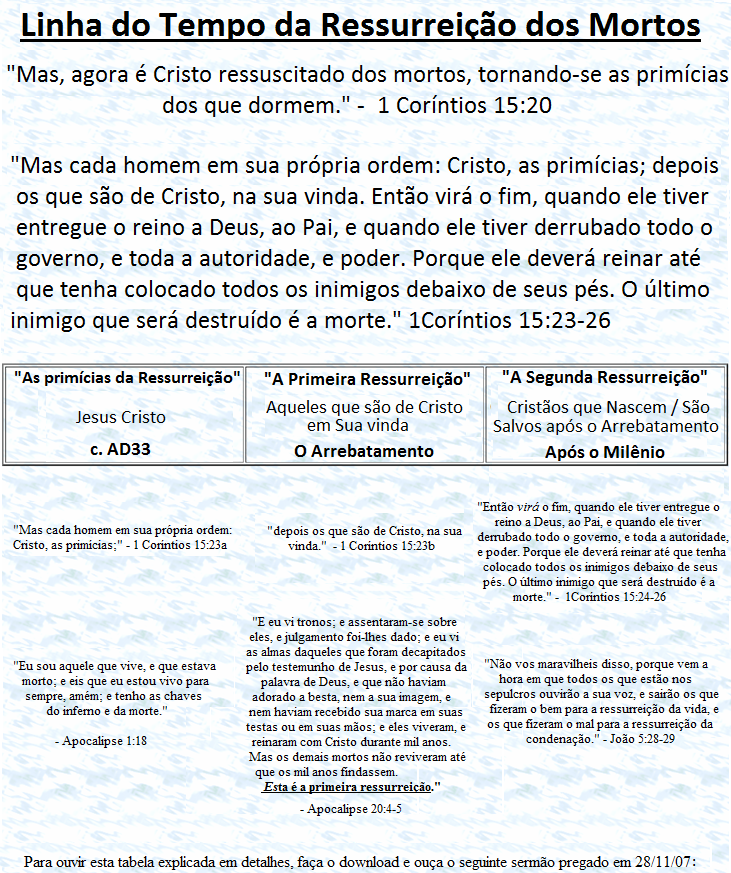 Linha do Tempo da Ressurreição dos Mortos
"Mas, agora é Cristo ressuscitado dos mortos, tornando-se as primícias
dos que dormem." - 1 Coríntios 15:20
"Mas cada homem em sua própria ordem: Cristo, as primícias; depois
os que são de Cristo, na sua vinda. Então virá o fim, quando ele tiver
entregue o reino a Deus, ao Pai, e quando ele tiver derrubado todo o
governo, e toda a autoridade, e poder. Porque ele deverá reinar até
que tenha colocado todos os inimigos debaixo de seus pés. O último
inimigo que será destruído é a morte." 1Coríntios 15:23-26
"As primícias da Ressurreição"
Jesus Cristo
c. AD33
"A Primeira Ressurreição"
Aqueles que são de Cristo
em Sua vinda
O Arrebatamento
"A Segunda Ressurreição"
Cristãos que Nascem / São
Salvos após o Arrebatamento
Após o Milênio
"Mas cada homem em sua própria ordem:
Cristo, as primícias;" - 1 Corintios 15:23a
"depois os que são de Cristo, na sua
vinda." - 1 Corintios 15:23b
"Então virá o fim, quando ele tiver entregue o
reino a Deus, ao Pai, e quando ele tiver
derrubado todo o governo, e toda a autoridade,
e poder. Porque ele deverá reinar até que tenha
colocado todos os inimigos debaixo de seus
pés. O último inimigo que será destruído é a
morte." - 1Corintios 15:24-26
"Eu sou aquele que vive, e que estava
morto; e eis que eu estou vivo para
sempre, amém; e tenho as chaves
do inferno e da morte."
- Apocalipse 1:18
"E eu vi tronos; e assentaram-se sobre
eles, e julgamento foi-lhes dado; e eu vi
as almas daqueles que foram decapitados
pelo testemunho de Jesus, e por causa da
palavra de Deus, e que não haviam
adorado a besta, nem a sua imagem, e
nem haviam recebido sua marca em suas
testas ou em suas mãos; e eles viveram, e
reinaram com Cristo durante mil anos.
Mas os demais mortos não reviveram até
que os mil anos findassem.
Esta é a primeira ressurreição."
- Apocalipse 20:4-5
"Não vos maravilheis disso, porque vem a
hora em que todos os que estão nos
sepulcros ouvirão a sua voz, e sairão os que
fizeram o bem para a ressurreição da vida, e
os que fizeram o mal para a ressurreição da
condenação." - João 5:28-29
Para ouvir esta tabela explicada em detalhes, faça o download e ouça o seguinte sermão pregado em 28/11/07: